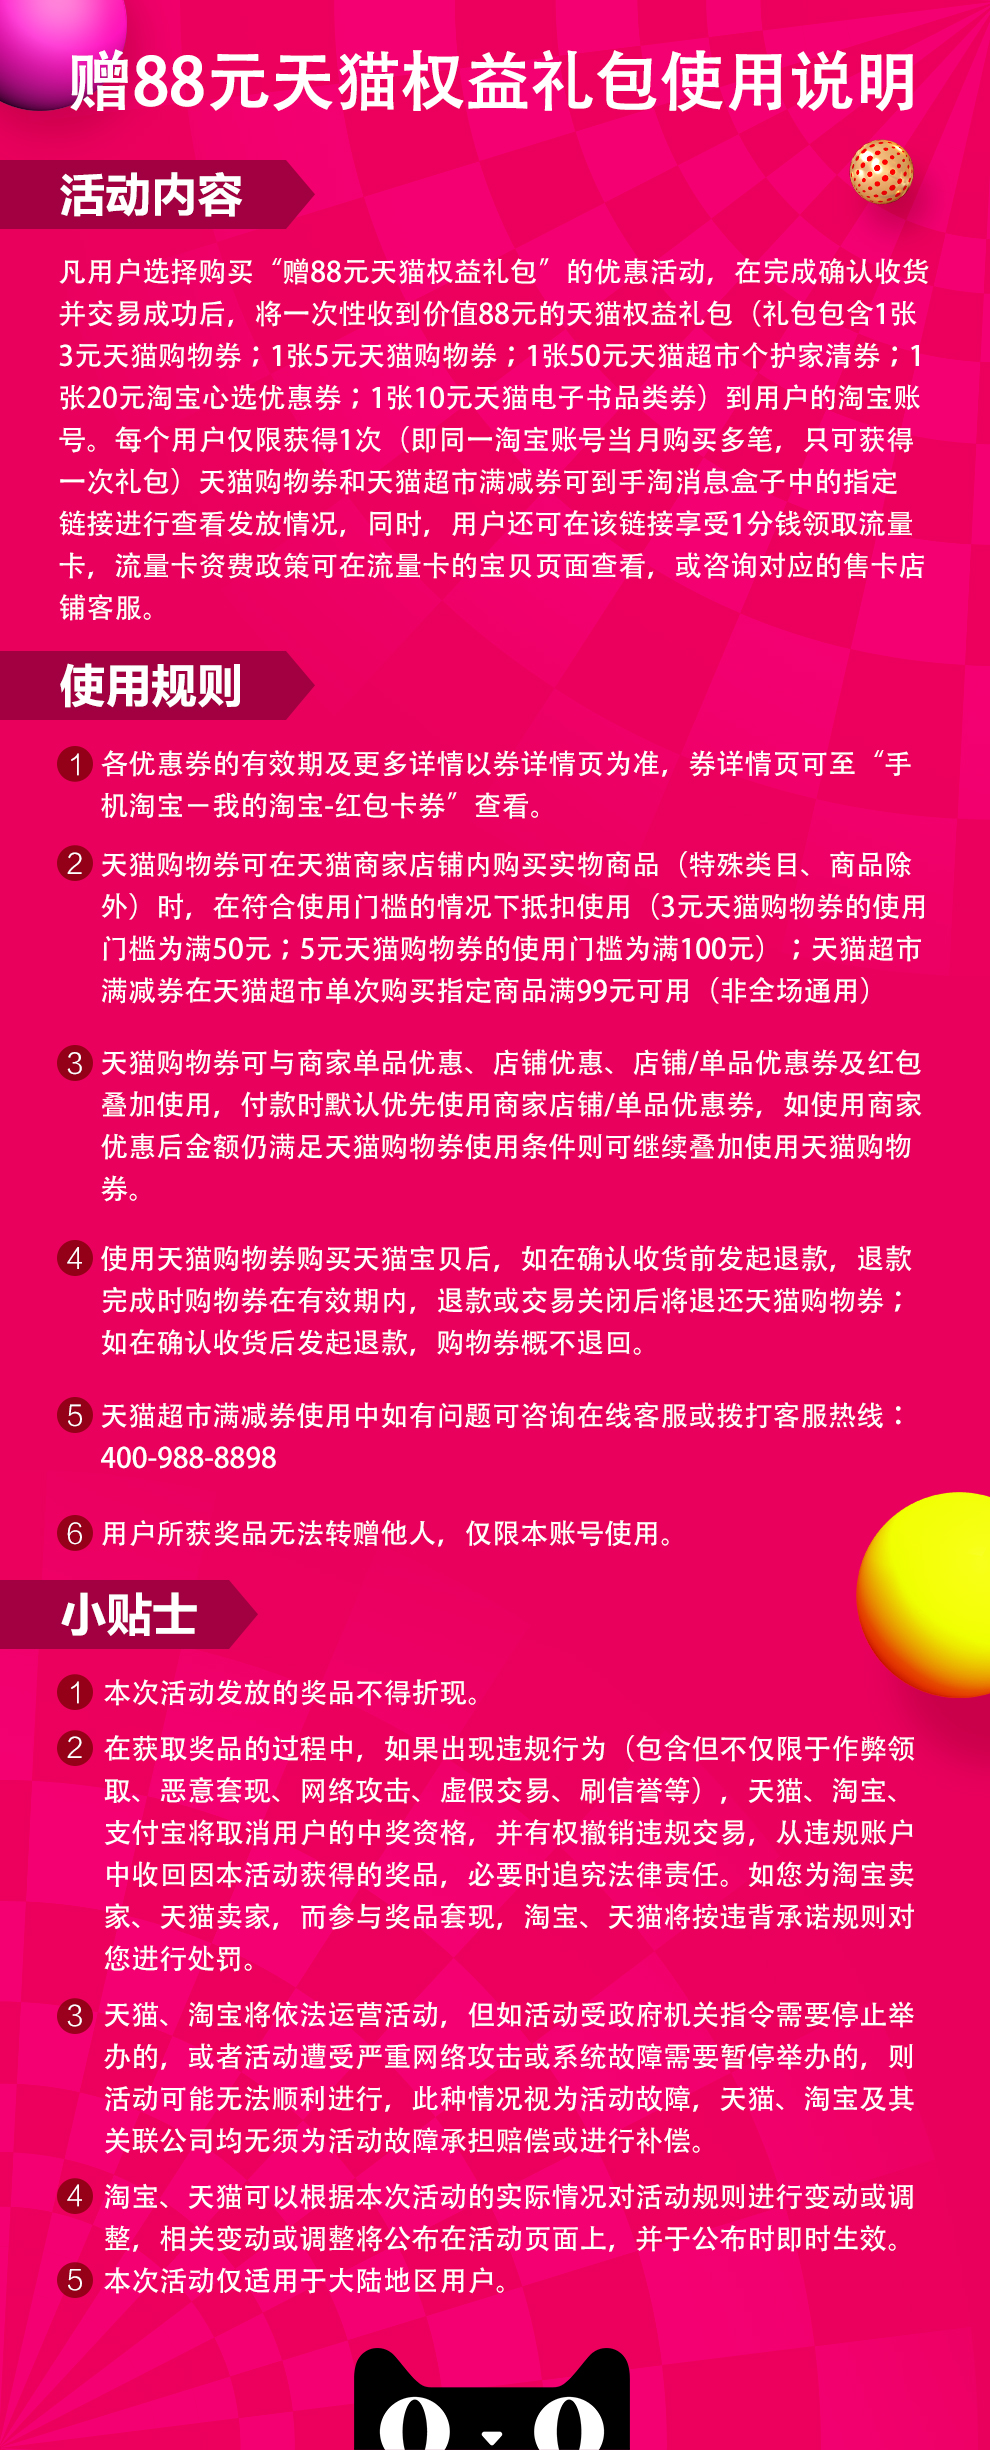 赠88元天猫权益礼包使用说明
活动内容
凡用户选择购买“赠88元天猫权益礼包”的优惠活动，在完成确认收货
并交易成功后，将一次性收到价值88元的天猫权益礼包（礼包包含1张
3元天猫购物券；1张5元天猫购物券；1张50元天猫超市个护家清券；1
张20元淘宝心选优惠券；1张10元天猫电子书品类券）到用户的淘宝账
号。每个用户仅限获得1次（即同一淘宝账号当月购买多笔，只可获得
一次礼包）天猫购物券和天猫超市满减券可到手淘消息盒子中的指定
链接进行查看发放情况，同时，用户还可在该链接享受1分钱领取流量
卡，流量卡资费政策可在流量卡的宝贝页面查看，或咨询对应的售卡店
铺客服。
使用规则
1 各优惠券的有效期及更多详情以券详情页为准，券详情页可至“手
机淘宝－我的淘宝-红包卡券”查看。
2 天猫购物券可在天猫商家店铺内购买实物商品（特殊类目、商品除
外）时，在符合使用门槛的情况下抵扣使用（3元天猫购物券的使用
门槛为满50元；5元天猫购物券的使用门槛为满100元）；天猫超市
满减券在天猫超市单次购买指定商品满99元可用（非全场通用）
3 天猫购物券可与商家单品优惠、店铺优惠、店铺/单品优惠券及红包
叠加使用，付款时默认优先使用商家店铺/单品优惠券，如使用商家
优惠后金额仍满足天猫购物券使用条件则可继续叠加使用天猫购物
券。
4 使用天猫购物券购买天猫宝贝后，如在确认收货前发起退款，退款
完成时购物券在有效期内，退款或交易关闭后将退还天猫购物券；
如在确认收货后发起退款，购物券概不退回。
5 天猫超市满减券使用中如有问题可咨询在线客服或拨打客服热线：
400-988-8898
6 用户所获奖品无法转赠他人，仅限本账号使用。
小贴士
1 本次活动发放的奖品不得折现。
2 在获取奖品的过程中，如果出现违规行为（包含但不仅限于作弊领
取、恶意套现、网络攻击、虚假交易、刷信誉等），天猫、淘宝、
支付宝将取消用户的中奖资格，并有权撤销违规交易，从违规账户
中收回因本活动获得的奖品，必要时追究法律责任。如您为淘宝卖
家、天猫卖家，而参与奖品套现，淘宝、天猫将按违背承诺规则对
您进行处罚。
3 天猫、淘宝将依法运营活动，但如活动受政府机关指令需要停止举
办的，或者活动遭受严重网络攻击或系统故障需要暂停举办的，则
活动可能无法顺利进行，此种情况视为活动故障，天猫、淘宝及其
关联公司均无须为活动故障承担赔偿或进行补偿。
4 淘宝、天猫可以根据本次活动的实际情况对活动规则进行变动或调
整，相关变动或调整将公布在活动页面上，并于公布时即时生效。
5 本次活动仅适用于大陆地区用户。